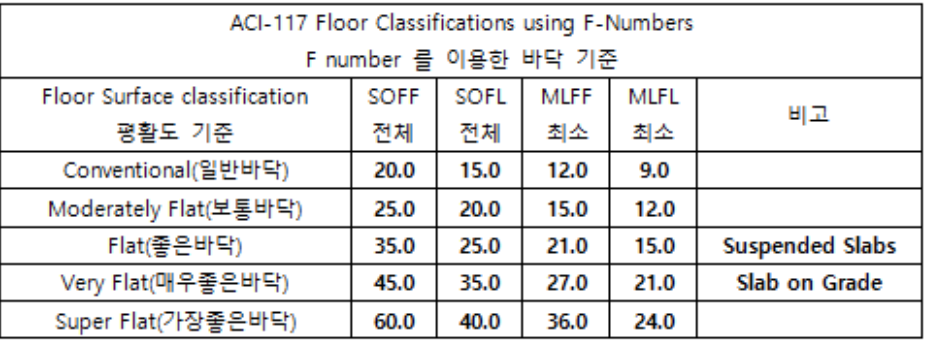 ACI-117 Floor Classifications using F-Numbers
F number 를 이용한 바닥 기준
Floor Surface classification SOFF SOFL MLFF MLFL 비고
평활도 기준 전체 전체 최소 최소
Conventional(일반바닥) 20.0 15.0 12.0 9.0
Moderately Flat(보통바닥) 25.0 20.0 15.0 12.0
Flat(좋은바닥) 35.0 25.0 21.0 15.0 Suspended Slabs
Very Flat(매우좋은바닥) 45.0 35.0 27.0 21.0 Slab on Grade
Super Flat(가장좋은바닥) 60.0 40.0 36.0 24.0